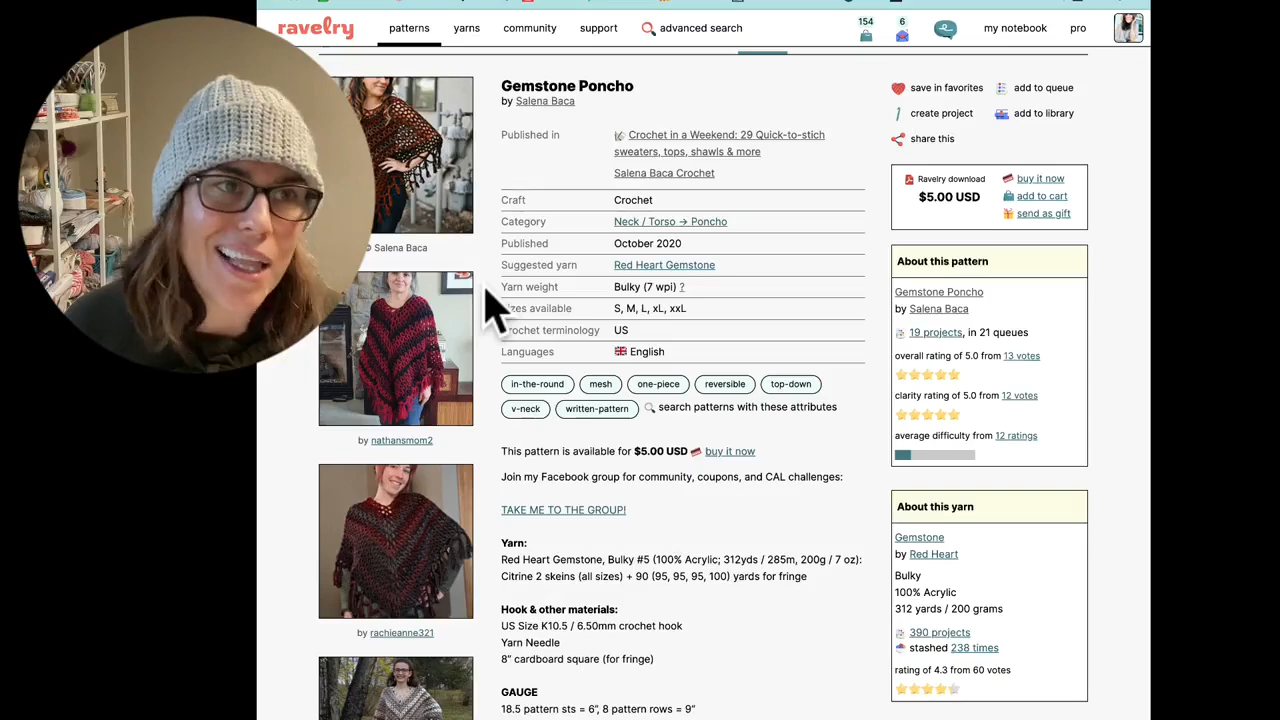 ravelry
patterns
yarns
community
support
advanced search
154
6
my notebook
pro
Gemstone Poncho
by Salena Baca
Published in
Crochet in a Weekend: 29 Quick-to-stich
sweaters, tops, shawls & more
Salena Baca Crochet
Craft
Crochet
Category
Neck / Torso → Poncho
Published
October 2020
Suggested yarn
Red Heart Gemstone
Yarn weight
Bulky (7 wpi) ?
available
S, M, L, xL, xxL
terminology
US
Languages
English
in-the-round
mesh
one-piece
reversible
top-down
v-neck
written-pattern
search patterns with these attributes
This pattern is available for $5.00 USD buy it now
Join my Facebook group for community, coupons, and CAL challenges:
TAKE ME TO THE GROUP!
Yarn:
Red Heart Gemstone, Bulky #5 (100% Acrylic; 312yds / 285m, 200g / 7 oz):
Citrine 2 skeins (all sizes) + 90 (95, 95, 95, 100) yards for fringe
Hook & other materials:
US Size K10.5 / 6.50mm crochet hook
Yarn Needle
8” cardboard square (for fringe)
GAUGE
18.5 pattern sts = 6”, 8 pattern rows = 9”
© Salena Baca
by nathansmom2
by rachieanne321
save in favorites
add to queue
create project
add to library
share this
Ravelry download
$5.00 USD
buy it now
add to cart
send as gift
About this pattern
Gemstone Poncho
by Salena Baca
19 projects, in 21 queues
overall rating of 5.0 from 13 votes
clarity rating of 5.0 from 12 votes
average difficulty from 12 ratings
About this yarn
Gemstone
by Red Heart
Bulky
100% Acrylic
312 yards / 200 grams
390 projects
stashed 238 times
rating of 4.3 from 60 votes